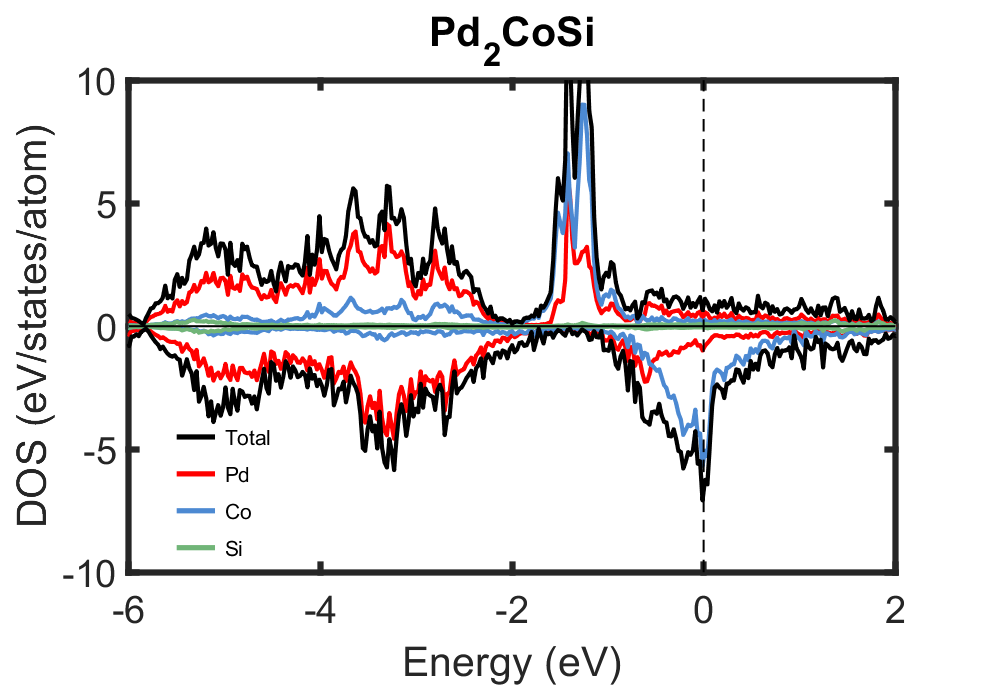 Pd2CoSi
DOS (eV/states/atom)
10
5
0
-5
-10
Total
Pd
Co
Si
-6 -4 -2 0 2
Energy (eV)